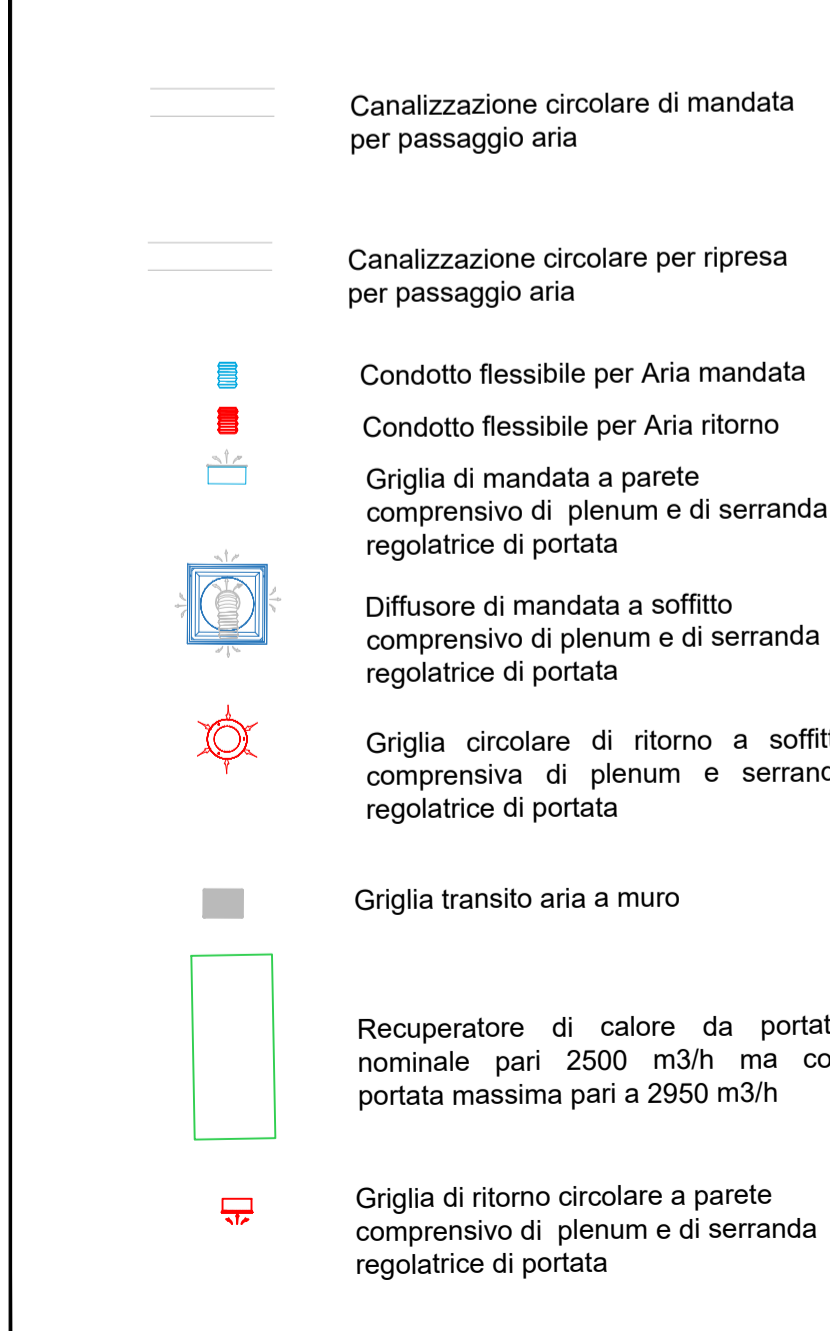 Canalizzazione circolare di mandata
per passaggio aria
Canalizzazione circolare per ripresa
per passaggio aria
Condotto flessibile per Aria mandata
Condotto flessibile per Aria ritorno
Griglia di mandata a parete
comprensivo di plenum e di serranda
regolatrice di portata
Diffusore di mandata a soffitto
comprensivo di plenum e di serranda
regolatrice di portata
Griglia circolare di ritorno a
comprensiva di plenum e
regolatrice di portata
Griglia transito aria a muro
Recuperatore di calore da
nominale pari 2500 m3/h ma
portata massima pari a 2950 m3/h
Griglia di ritorno circolare a parete
comprensivo di plenum e di serranda
regolatrice di portata